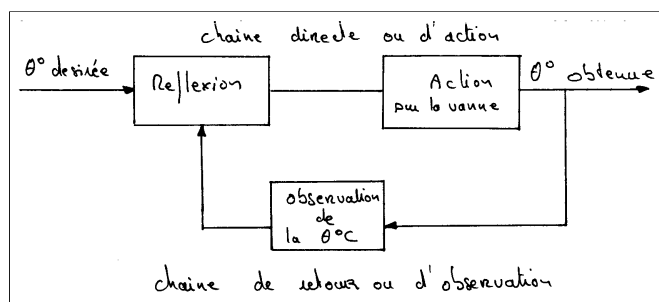 chaine directe ou d'action
θ° desirée
Reflexion
Action
sur la vanne
θ° obtenue
observation
de
la θ°C
chaine de retour ou d'observation